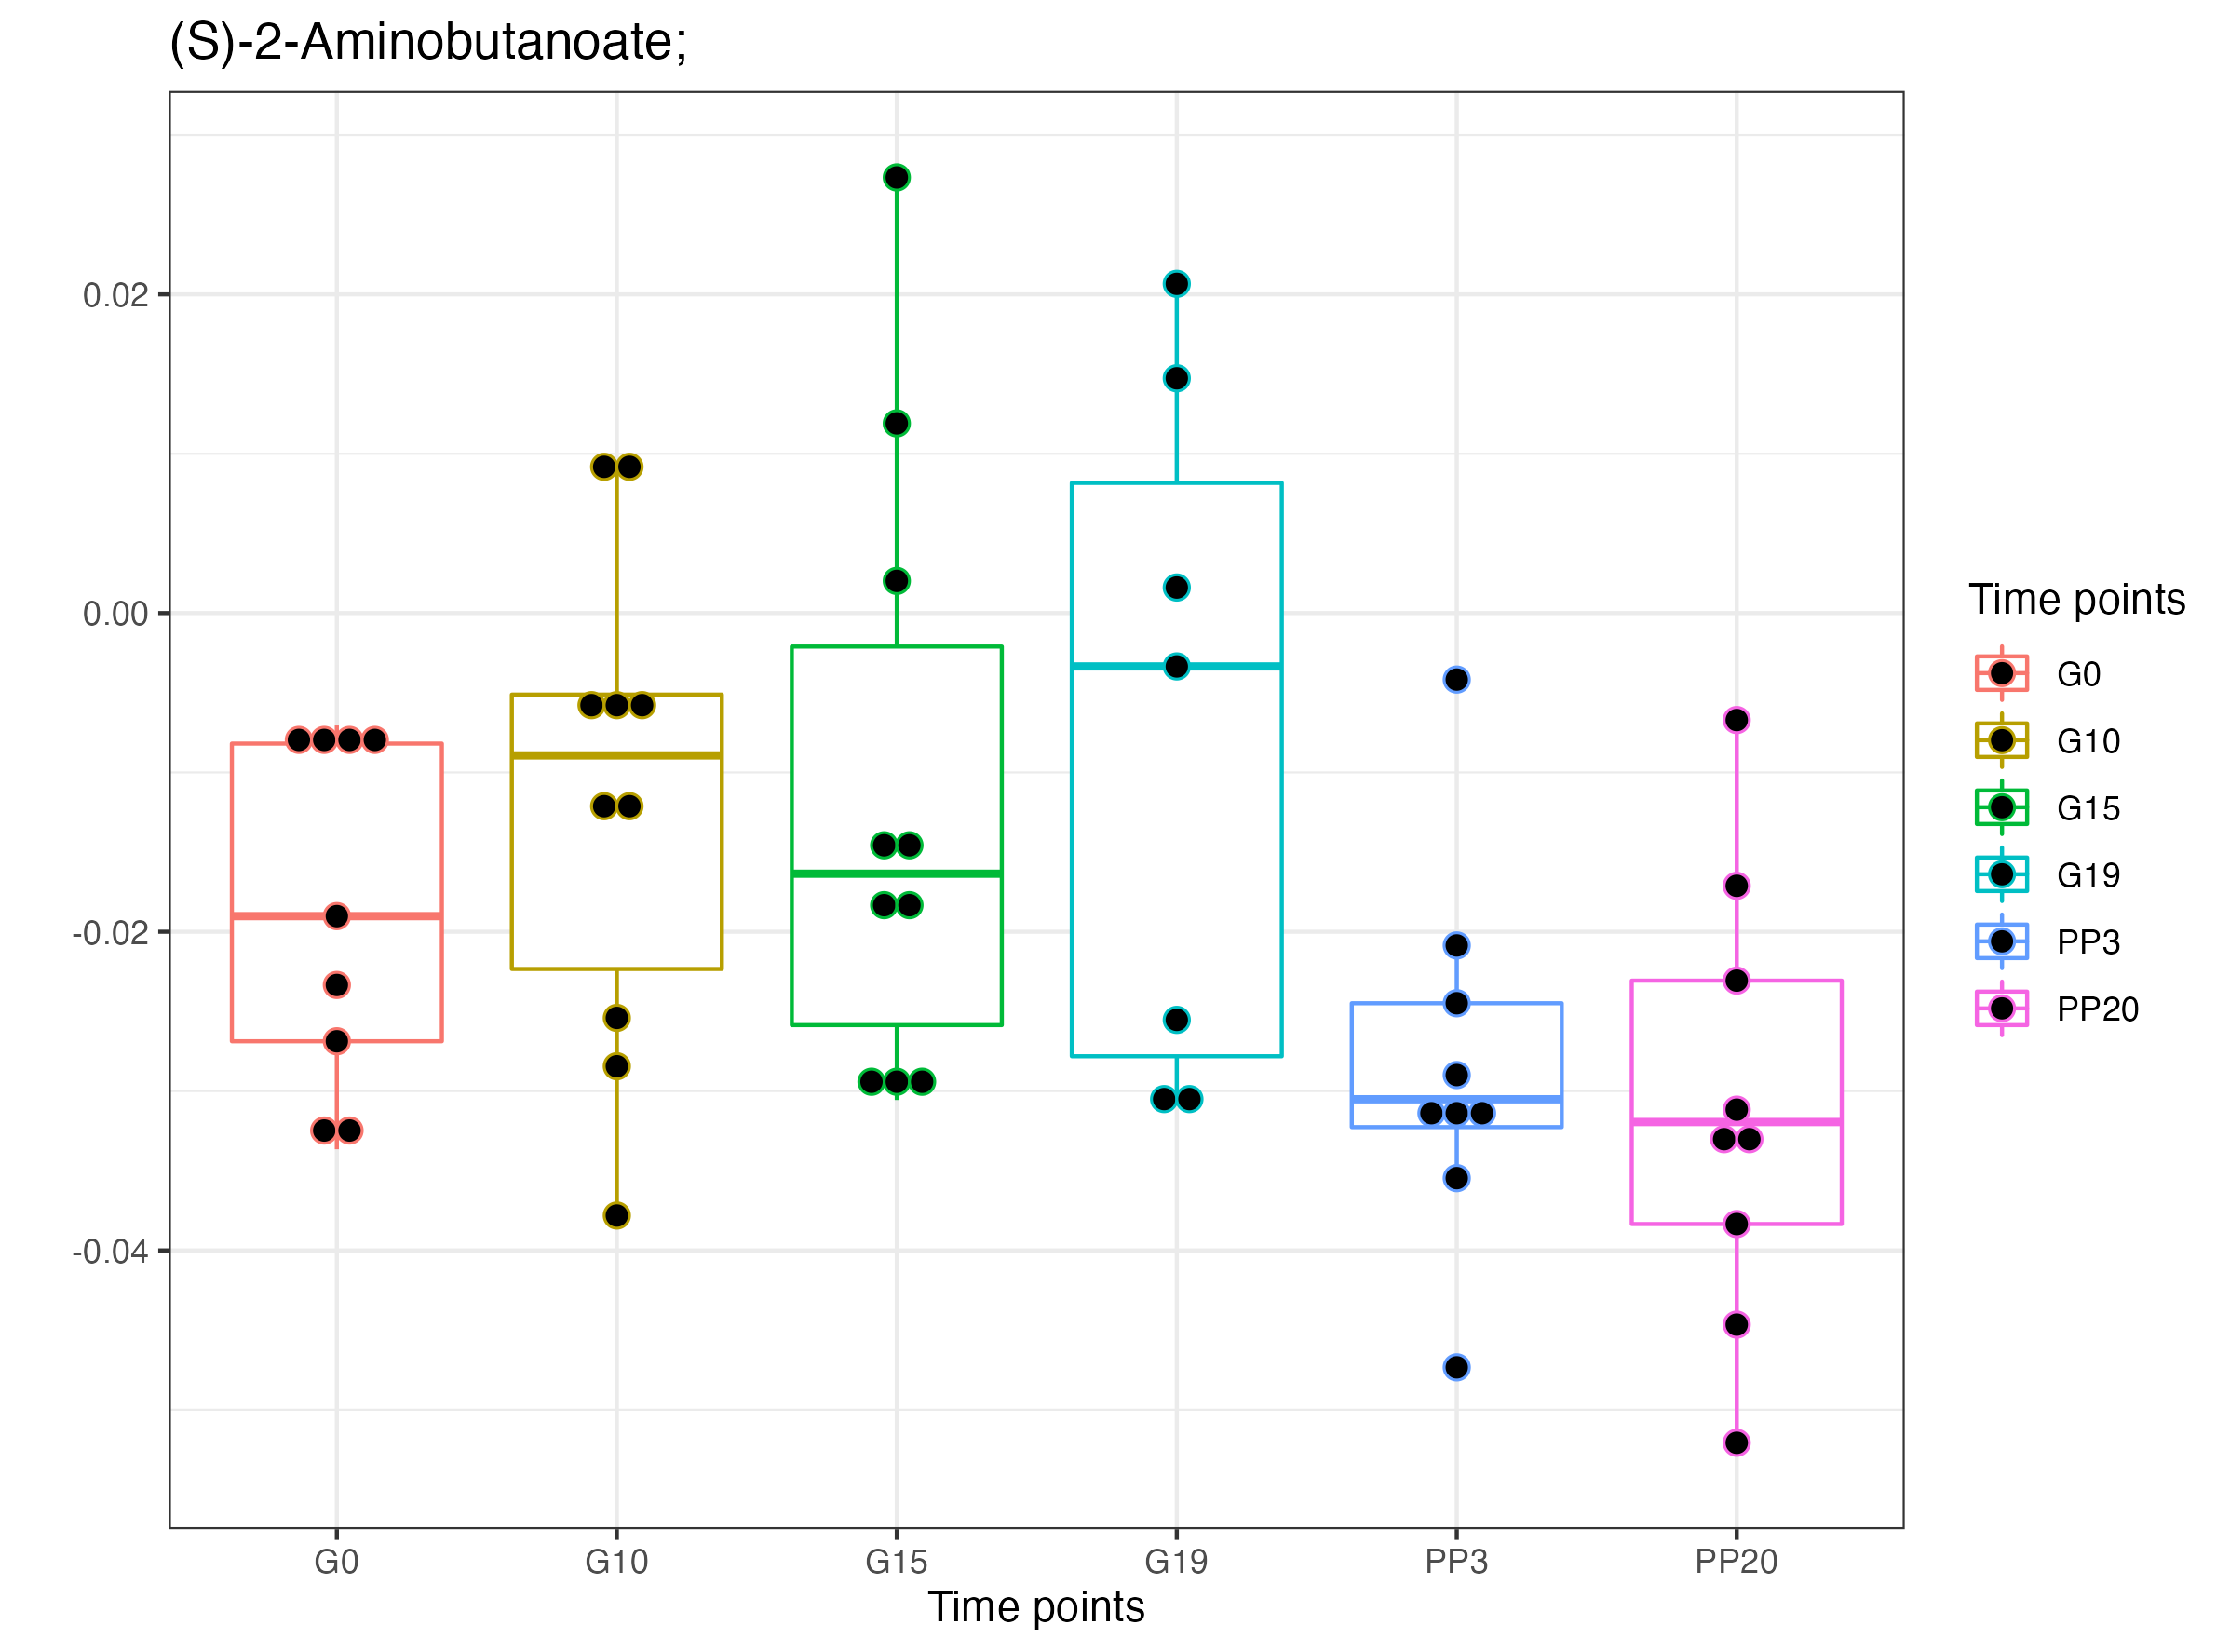 (S)-2-Aminobutanoate;
0.02
0.00
-0.02
-0.04
G0
G10
G15
G19
PP3
PP20
Time points
Time points
G0
G10
G15
G19
PP3
PP20